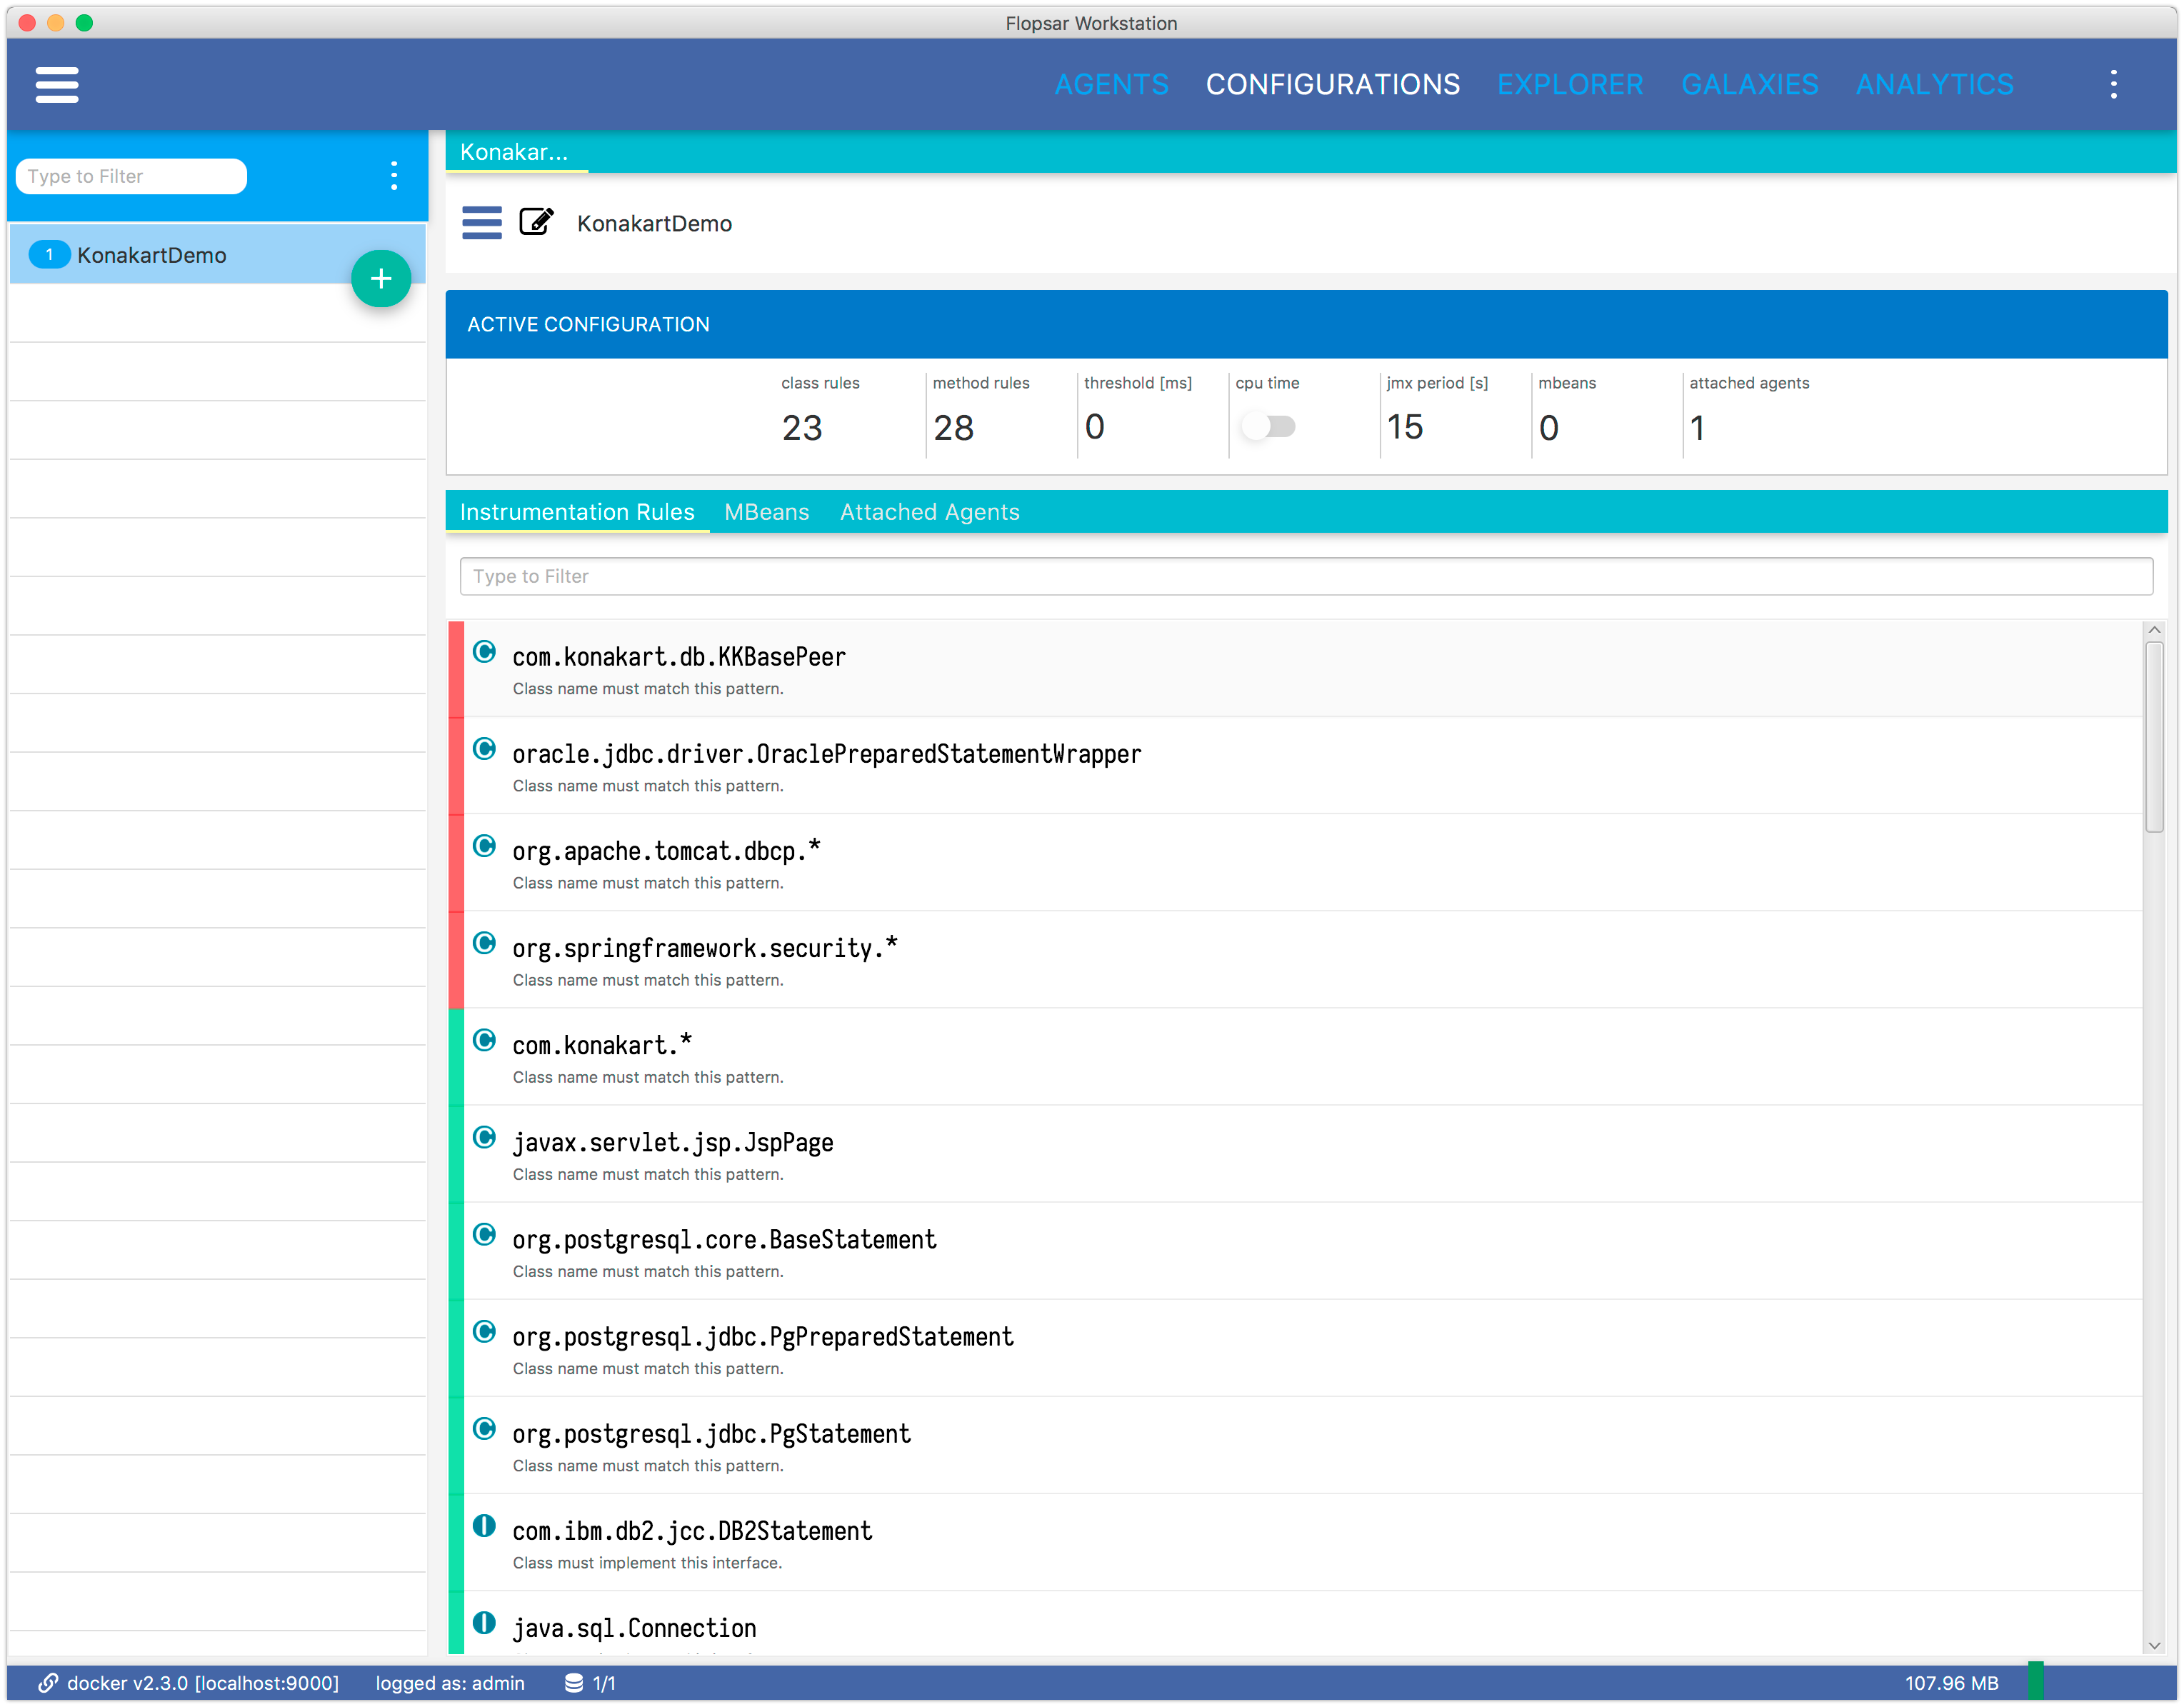 Flopsar Workstation
AGENTS CONFIGURATIONS EXPLORER GALAXIES ANALYTICS
Type to Filter
1 KonakartDemo
+
Konakar...
KonakartDemo
ACTIVE CONFIGURATION
class rules method rules threshold [ms] cpu time jmx period [s] mbeans attached agents
23 28 0 15 0 1
Instrumentation Rules MBeans Attached Agents
Type to Filter
com.konakart.db.KKBasePeer
Class name must match this pattern.
oracle.jdbc.driver.OraclePreparedStatementWrapper
Class name must match this pattern.
org.apache.tomcat.dbcp.*
Class name must match this pattern.
org.springframework.security.*
Class name must match this pattern.
com.konakart.*
Class name must match this pattern.
javax.servlet.jsp.JspPage
Class name must match this pattern.
org.postgresql.core.BaseStatement
Class name must match this pattern.
org.postgresql.jdbc.PgPreparedStatement
Class name must match this pattern.
org.postgresql.jdbc.PgStatement
Class name must match this pattern.
com.ibm.db2.jcc.DB2Statement
Class must implement this interface.
java.sql.Connection
docker v2.3.0 [localhost:9000] logged as: admin 1/1 107.96 MB